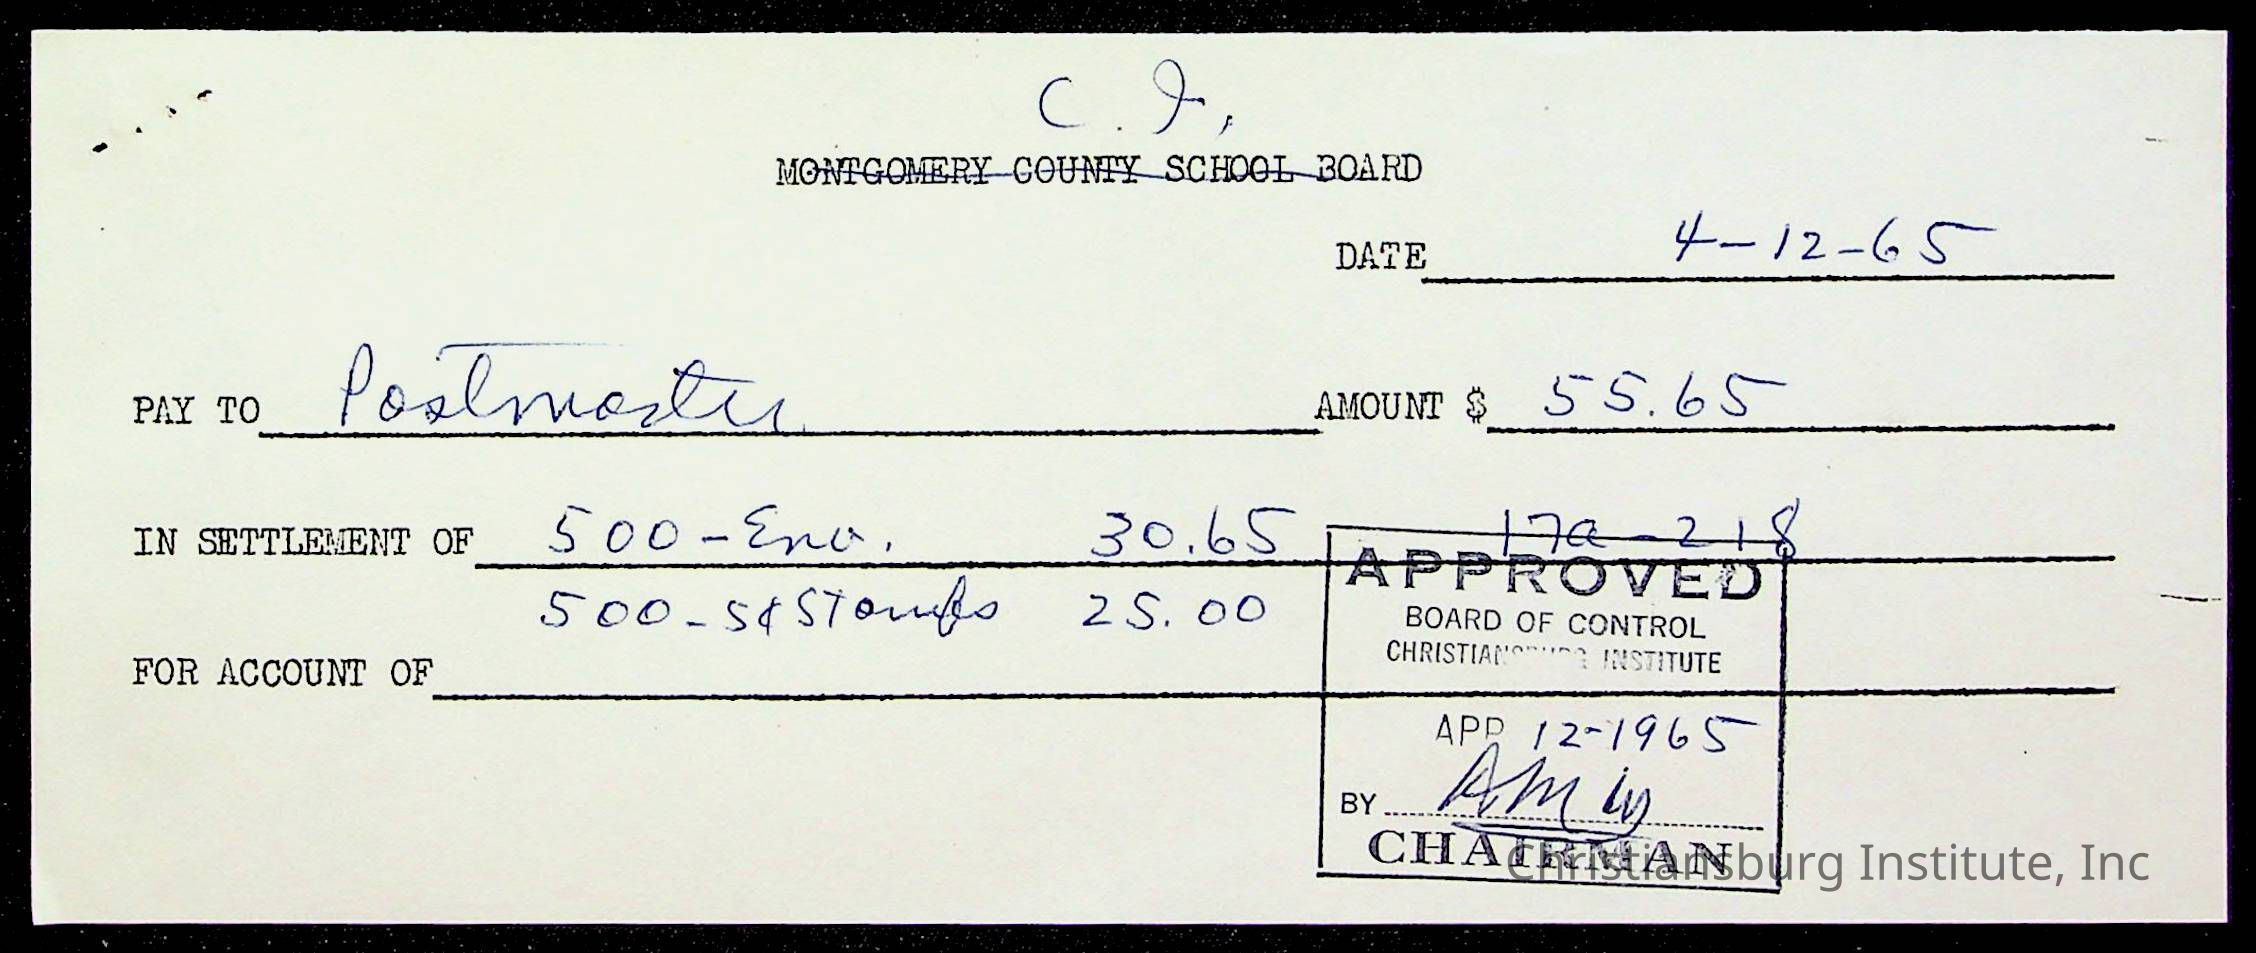 C. I.,
MONTGOMERY COUNTY SCHOOL BOARD
DATE 4-12-65
PAY TO Postmaster AMOUNT $ 55.65
IN SETTLEMENT OF 500-Env. 30.65 17a-218
500-5¢ Stamps 25.00
APPROVED
BOARD OF CONTROL
CHRISTIANSBURG INSTITUTE
FOR ACCOUNT OF
APR 12-1965
BY
CHAIRMAN
Christiansburg Institute, Inc